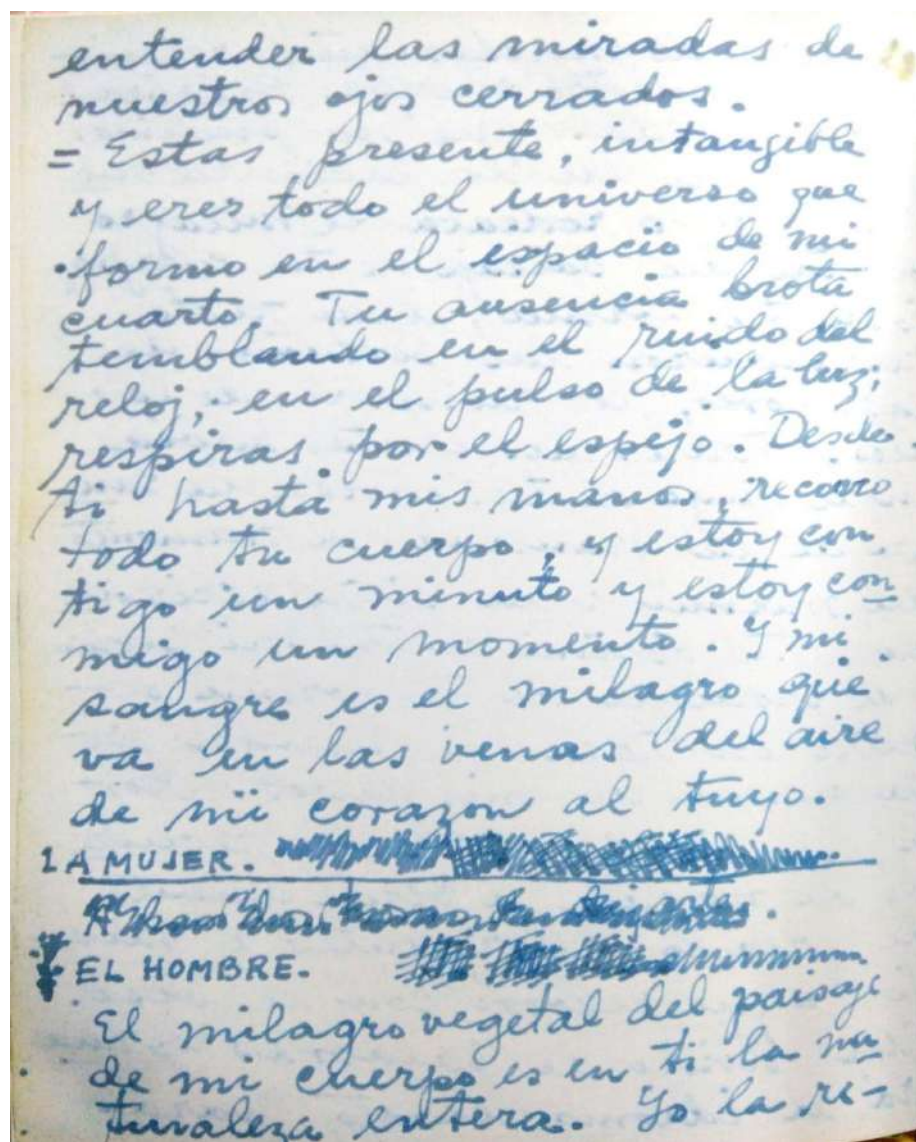 entender las miradas de
nuestros ojos cerrados.
= Estas presente, intangible
y eres todo el universo que
formo en el espacio de mi
cuarto. Tu ausencia brota
temblando en el ruido del
reloj, en el pulso de la luz;
respiras por el espejo. Desde
ti hasta mis manos, recorro
todo tu cuerpo, y estoy con
tigo un minuto y estoy con-
migo un momento. Y mi
sangre es el milagro que
va en las venas del aire
de mi corazon al tuyo.
LA MUJER.
EL HOMBRE.
El milagro vegetal del paisaje
de mi cuerpo es en ti la na-
turaleza entera. Yo la re-